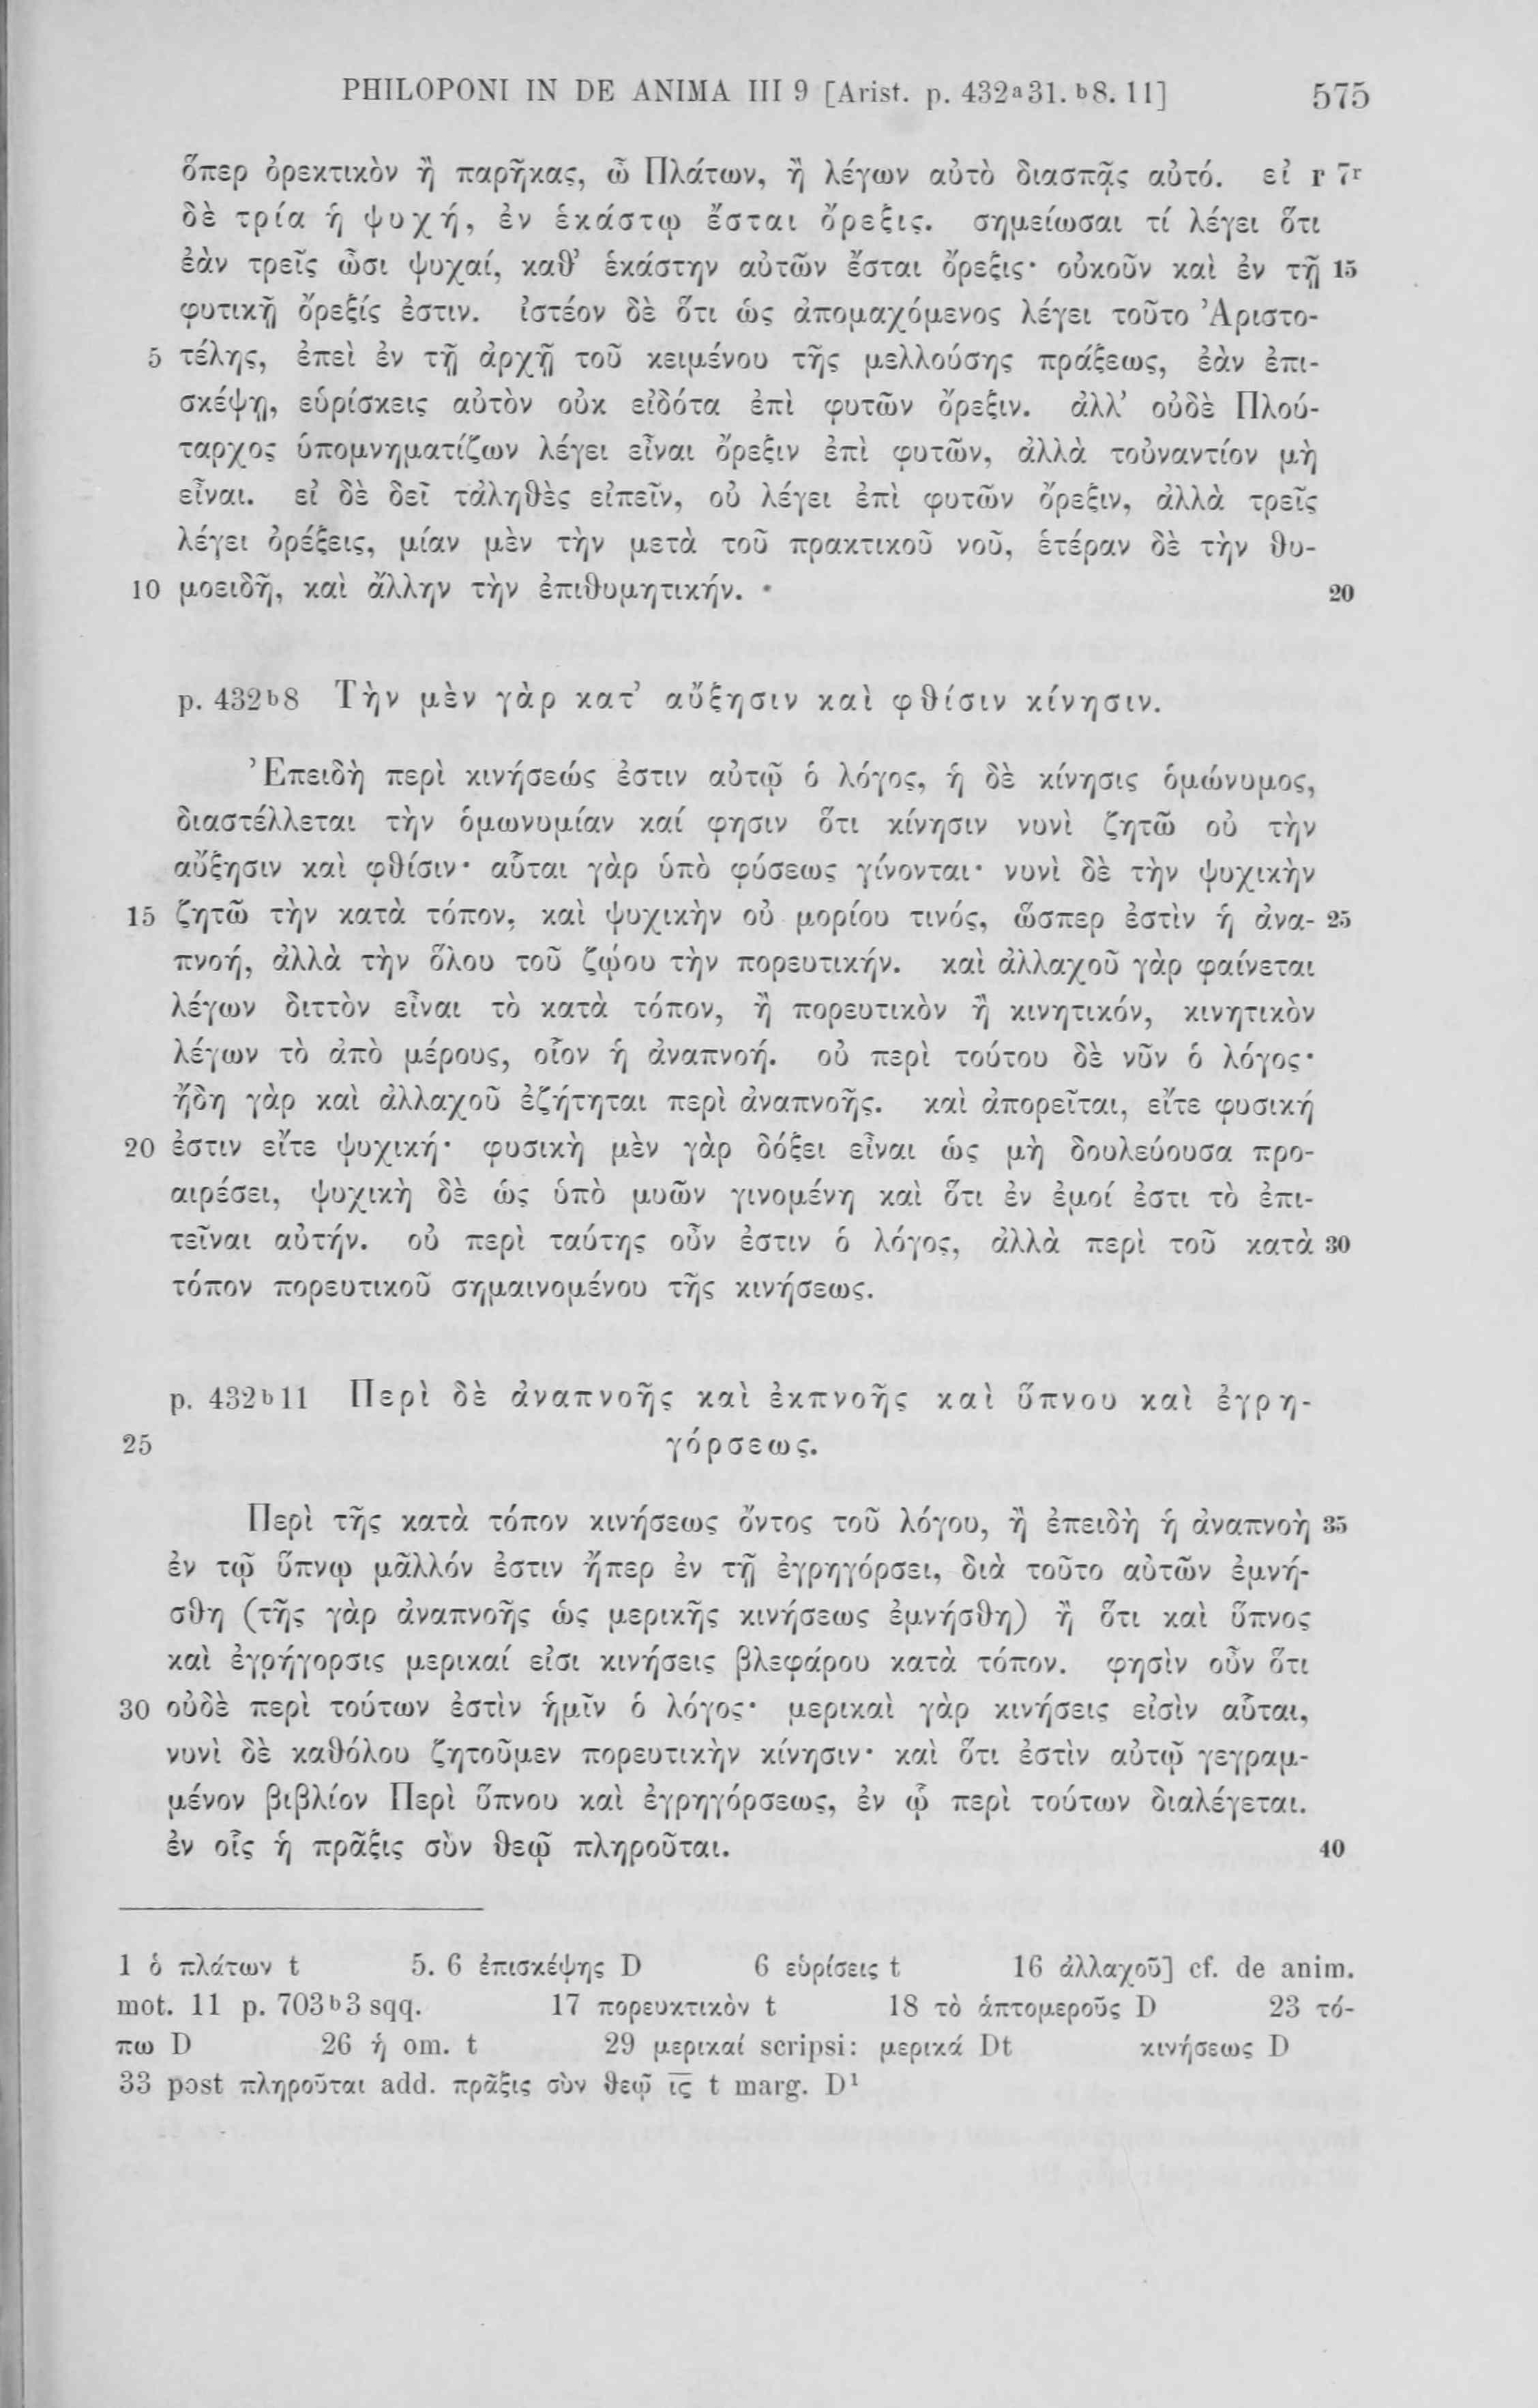 PHILOPONI IN DE ANIMA III 9 [Arist. p. 432ᵃ31. ᵇ8. 11] 575
ὅπερ ὀρεκτικὸν ἢ παρῆκας, ὦ Πλάτων, ἢ λέγων αὐτὸ διασπᾷς αὐτό. εἰ r 7ʳ
δὲ τρία ἡ ψυχή, ἐν ἑκάστῳ ἔσται ὄρεξις. σημείωσαι τί λέγει ὅτι
ἐὰν τρεῖς ὦσι ψυχαί, καθ’ ἑκάστην αὐτῶν ἔσται ὄρεξις· οὐκοῦν καὶ ἐν τῇ 15
φυτικῇ ὄρεξίς ἐστιν. ἰστέον δὲ ὅτι ὡς ἀπομαχόμενος λέγει τοῦτο Ἀριστο-
5 τέλης, ἐπεὶ ἐν τῇ ἀρχῇ τοῦ κειμένου τῆς μελλούσης πράξεως, ἐὰν ἐπι-
σκέψῃ, εὑρίσκεις αὐτὸν οὐκ εἰδότα ἐπὶ φυτῶν ὄρεξιν. ἀλλ’ οὐδὲ Πλού-
ταρχος ὑπομνηματίζων λέγει εἶναι ὄρεξιν ἐπὶ φυτῶν, ἀλλὰ τοὐναντίον μὴ
εἶναι. εἰ δὲ δεῖ τἀληθὲς εἰπεῖν, οὐ λέγει ἐπὶ φυτῶν ὄρεξιν, ἀλλὰ τρεῖς
λέγει ὀρέξεις, μίαν μὲν τὴν μετὰ τοῦ πρακτικοῦ νοῦ, ἑτέραν δὲ τὴν θυ-
10 μοειδῆ, καὶ ἄλλην τὴν ἐπιθυμητικήν. 20
p. 432ᵇ8 Τὴν μὲν γὰρ κατ’ αὔξησιν καὶ φθίσιν κίνησιν.
Ἐπειδὴ περὶ κινήσεώς ἐστιν αὐτῷ ὁ λόγος, ἡ δὲ κίνησις ὁμώνυμος,
διαστέλλεται τὴν ὁμωνυμίαν καί φησιν ὅτι κίνησιν νυνὶ ζητῶ οὐ τὴν
αὔξησιν καὶ φθίσιν· αὗται γὰρ ὑπὸ φύσεως γίνονται· νυνὶ δὲ τὴν ψυχικὴν
15 ζητῶ τὴν κατὰ τόπον, καὶ ψυχικὴν οὐ μορίου τινός, ὥσπερ ἐστὶν ἡ ἀνα- 25
πνοή, ἀλλὰ τὴν ὅλου τοῦ ζῴου τὴν πορευτικήν. καὶ ἀλλαχοῦ γὰρ φαίνεται
λέγων διττὸν εἶναι τὸ κατὰ τόπον, ἢ πορευτικὸν ἢ κινητικόν, κινητικὸν
λέγων τὸ ἀπὸ μέρους, οἷον ἡ ἀναπνοή. οὐ περὶ τούτου δὲ νῦν ὁ λόγος·
ἤδη γὰρ καὶ ἀλλαχοῦ ἐζήτηται περὶ ἀναπνοῆς. καὶ ἀπορεῖται, εἴτε φυσική
20 ἐστιν εἴτε ψυχική· φυσικὴ μὲν γὰρ δόξει εἶναι ὡς μὴ δουλεύουσα προ-
αιρέσει, ψυχικὴ δὲ ὡς ὑπὸ μυῶν γινομένη καὶ ὅτι ἐν ἐμοί ἐστι τὸ ἐπι-
τεῖναι αὐτήν. οὐ περὶ ταύτης οὖν ἐστιν ὁ λόγος, ἀλλὰ περὶ τοῦ κατὰ 30
τόπον πορευτικοῦ σημαινομένου τῆς κινήσεως.
p. 432ᵇ11 Περὶ δὲ ἀναπνοῆς καὶ ἐκπνοῆς καὶ ὕπνου καὶ ἐγρη-
25 γόρσεως.
Περὶ τῆς κατὰ τόπον κινήσεως ὄντος τοῦ λόγου, ἢ ἐπειδὴ ἡ ἀναπνοὴ 35
ἐν τῷ ὕπνῳ μᾶλλόν ἐστιν ἤπερ ἐν τῇ ἐγρηγόρσει, διὰ τοῦτο αὐτῶν ἐμνή-
σθη (τῆς γὰρ ἀναπνοῆς ὡς μερικῆς κινήσεως ἐμνήσθη) ἢ ὅτι καὶ ὕπνος
καὶ ἐγρήγορσις μερικαί εἰσι κινήσεις βλεφάρου κατὰ τόπον. φησὶν οὖν ὅτι
30 οὐδὲ περὶ τούτων ἐστὶν ἡμῖν ὁ λόγος· μερικαὶ γὰρ κινήσεις εἰσὶν αὗται,
νυνὶ δὲ καθόλου ζητοῦμεν πορευτικὴν κίνησιν· καὶ ὅτι ἐστὶν αὐτῷ γεγραμ-
μένον βιβλίον Περὶ ὕπνου καὶ ἐγρηγόρσεως, ἐν ᾧ περὶ τούτων διαλέγεται.
ἐν οἷς ἡ πρᾶξις σὺν θεῷ πληροῦται. 40
1 ὁ πλάτων t 5. 6 ἐπισκέψης D 6 εὑρίσεις t 16 ἀλλαχοῦ] cf. de anim.
mot. 11 p. 703ᵇ3 sqq. 17 πορευκτικὸν t 18 τὸ ἁπτομεροῦς D 23 τό-
πω D 26 ἡ om. t 29 μερικαί scripsi: μερικά Dt κινήσεως D
33 post πληροῦται add. πρᾶξις σὺν θεῷ ιϛ t marg. D¹